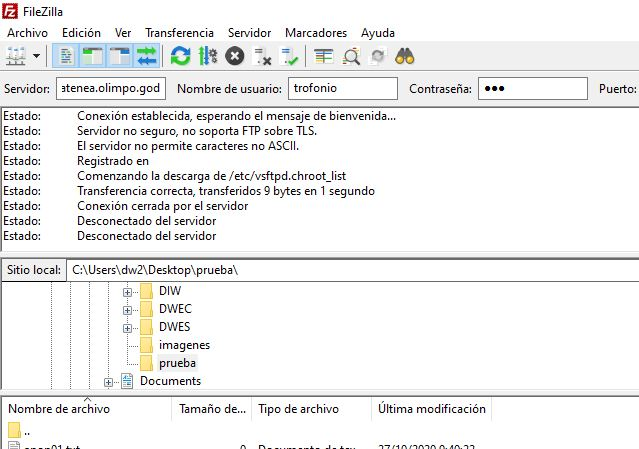 FileZilla
Archivo Edición Ver Transferencia Servidor Marcadores Ayuda
Servidor: atenea.olimpo.god Nombre de usuario: trofonio Contraseña: ●●● Puerto:
Estado: Conexión establecida, esperando el mensaje de bienvenida...
Estado: Servidor no seguro, no soporta FTP sobre TLS.
Estado: El servidor no permite caracteres no ASCII.
Estado: Registrado en
Estado: Comenzando la descarga de /etc/vsftpd.chroot_list
Estado: Transferencia correcta, transferidos 9 bytes en 1 segundo
Estado: Conexión cerrada por el servidor
Estado: Desconectado del servidor
Estado: Desconectado del servidor
Sitio local: C:\Users\dw2\Desktop\prueba\
DIW
DWEC
DWES
imagenes
prueba
Documents
Nombre de archivo Tamaño de... Tipo de archivo Última modificación
..